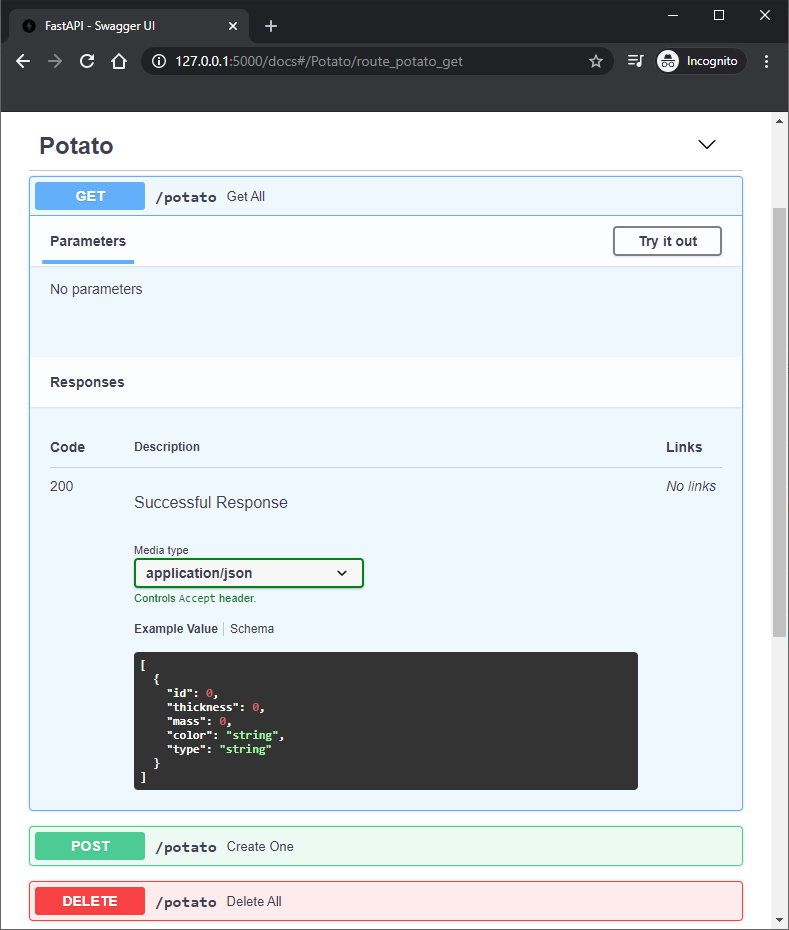 FastAPI - Swagger UI
127.0.0.1:5000/docs#/Potato/route_potato_get
Incognito
Potato
GET /potato Get All
Parameters Try it out
No parameters
Responses
Code Description Links
200 Successful Response No links
Media type
application/json
Controls Accept header.
Example Value Schema
[
  {
    "id": 0,
    "thickness": 0,
    "mass": 0,
    "color": "string",
    "type": "string"
  }
]
POST /potato Create One
DELETE /potato Delete All